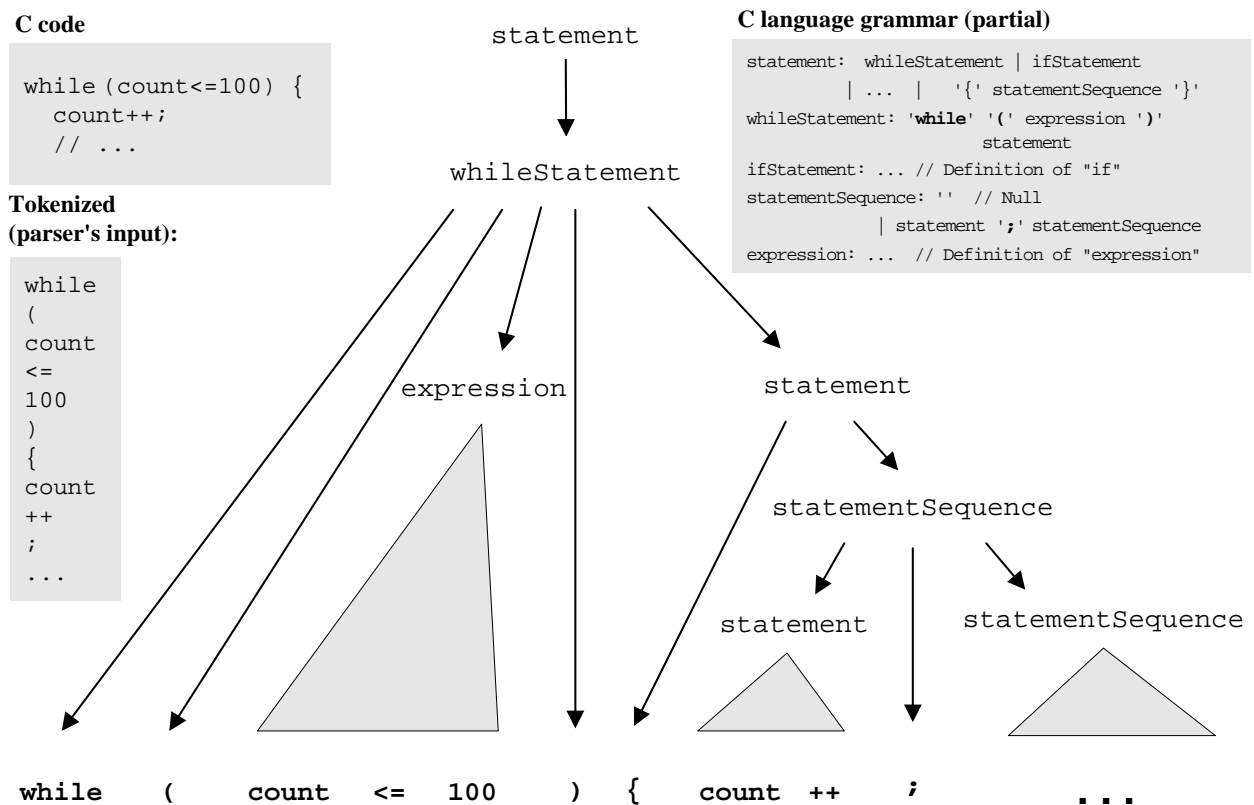 C code
while (count<=100) {
count++;
// ...
Tokenized
(parser's input):
while
(
count
<=
100
)
{
count
++
;
...
C language grammar (partial)
statement: whileStatement | ifStatement
| ... | '{' statementSequence '}'
whileStatement: 'while' '(' expression ')'
statement
ifStatement: ... // Definition of "if"
statementSequence: '' // Null
| statement ';' statementSequence
expression: ... // Definition of "expression"
statement
whileStatement
expression
statement
statementSequence
statement
statementSequence
while ( count <= 100 ) { count ++ ; ...